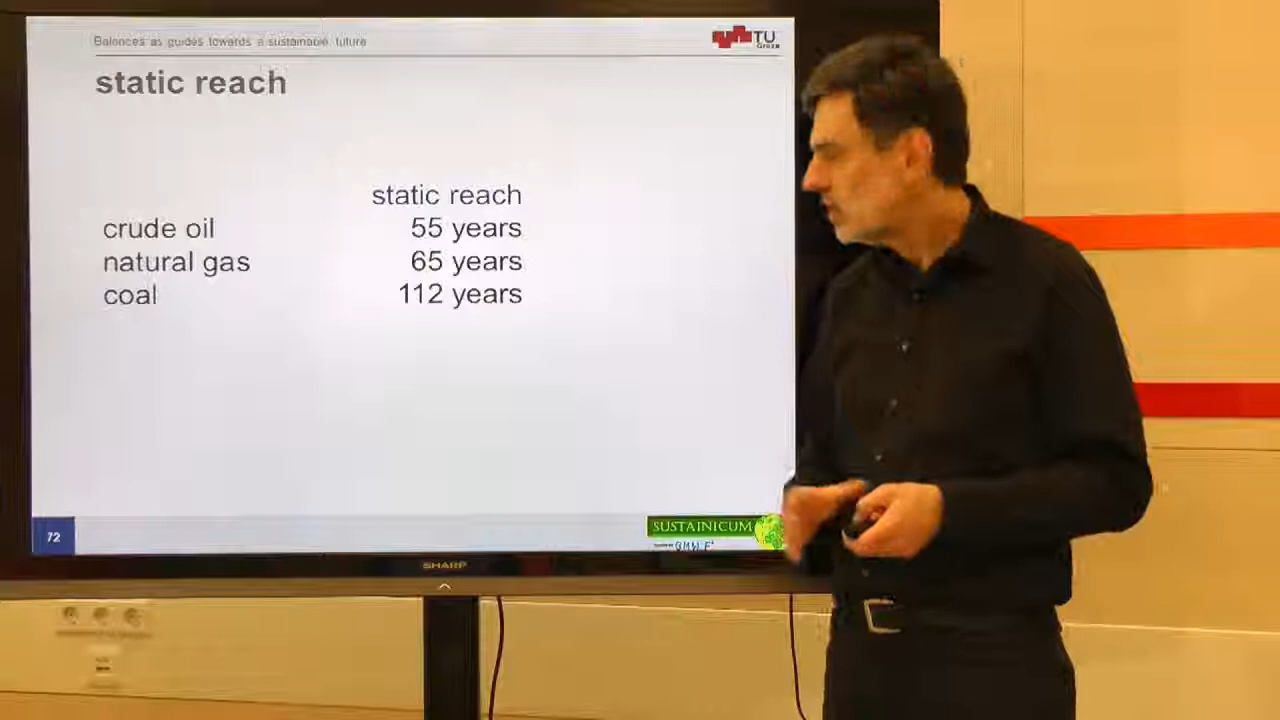 Balances as guides towards a sustainable future
TU
Graz
static reach
static reach
crude oil 55 years
natural gas 65 years
coal 112 years
72
SUSTAINICUM
SHARP